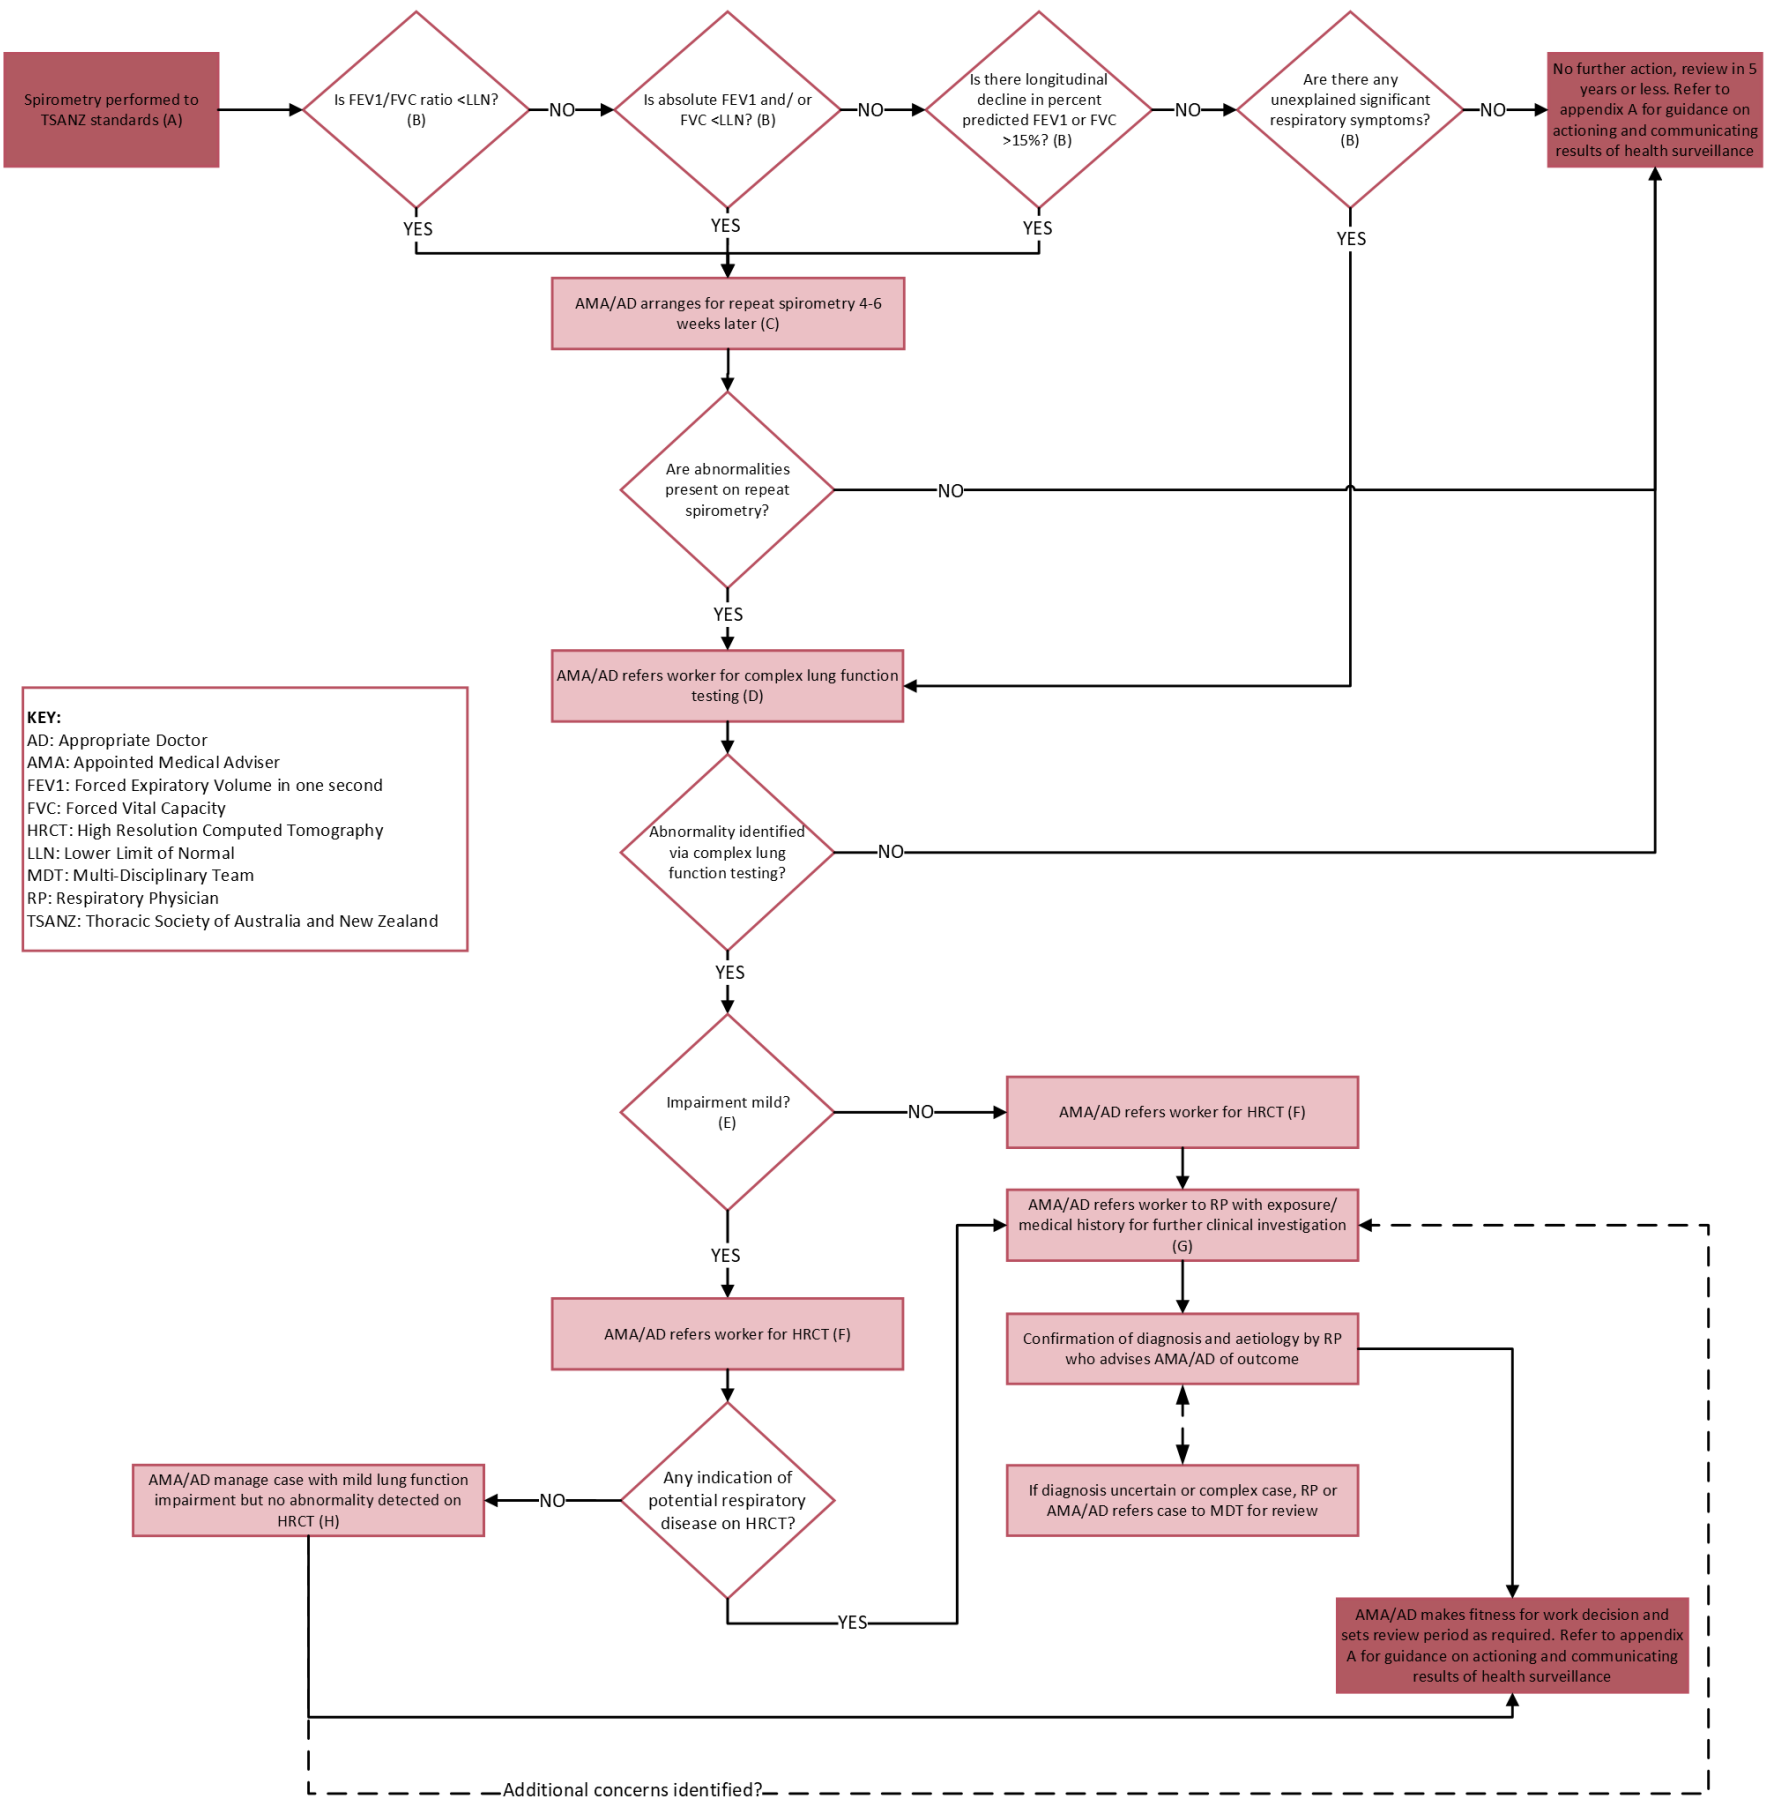 Spirometry performed to
TSANZ standards (A)
Is FEV1/FVC ratio <LLN?
(B)
NO
Is absolute FEV1 and/ or
FVC <LLN? (B)
NO
Is there longitudinal
decline in percent
predicted FEV1 or FVC
>15%? (B)
NO
Are there any
unexplained significant
respiratory symptoms?
(B)
NO
No further action, review in 5
years or less. Refer to
appendix A for guidance on
actioning and communicating
results of health surveillance
YES
YES
YES
YES
AMA/AD arranges for repeat spirometry 4-6
weeks later (C)
Are abnormalities
present on repeat
spirometry?
NO
YES
AMA/AD refers worker for complex lung function
testing (D)
KEY:
AD: Appropriate Doctor
AMA: Appointed Medical Adviser
FEV1: Forced Expiratory Volume in one second
FVC: Forced Vital Capacity
HRCT: High Resolution Computed Tomography
LLN: Lower Limit of Normal
MDT: Multi-Disciplinary Team
RP: Respiratory Physician
TSANZ: Thoracic Society of Australia and New Zealand
Abnormality identified
via complex lung
function testing?
NO
YES
Impairment mild?
(E)
NO
AMA/AD refers worker for HRCT (F)
AMA/AD refers worker to RP with exposure/
medical history for further clinical investigation
(G)
YES
AMA/AD refers worker for HRCT (F)
Confirmation of diagnosis and aetiology by RP
who advises AMA/AD of outcome
AMA/AD manage case with mild lung function
impairment but no abnormality detected on
HRCT (H)
NO
Any indication of
potential respiratory
disease on HRCT?
If diagnosis uncertain or complex case, RP or
AMA/AD refers case to MDT for review
YES
AMA/AD makes fitness for work decision and
sets review period as required. Refer to appendix
A for guidance on actioning and communicating
results of health surveillance
Additional concerns identified?